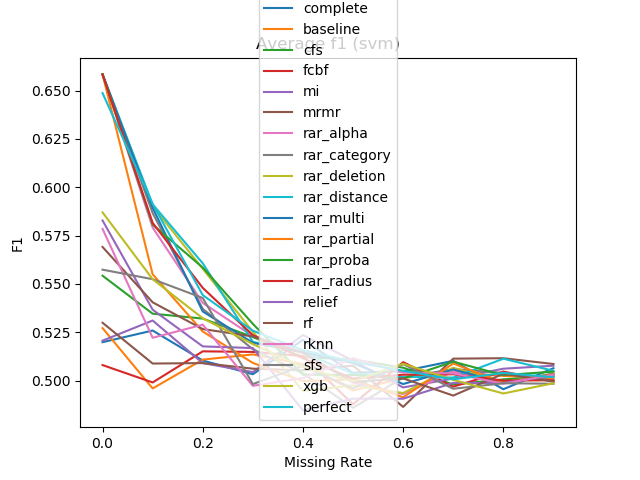 complete
Average f1 (svm)
baseline
cfs
fcbf
mi
mrmr
rar_alpha
rar_category
rar_deletion
rar_distance
rar_multi
rar_partial
rar_proba
rar_radius
relief
rf
rknn
sfs
xgb
perfect
F1
0.650
0.625
0.600
0.575
0.550
0.525
0.500
0.0 0.2 0.4 0.6 0.8
Missing Rate